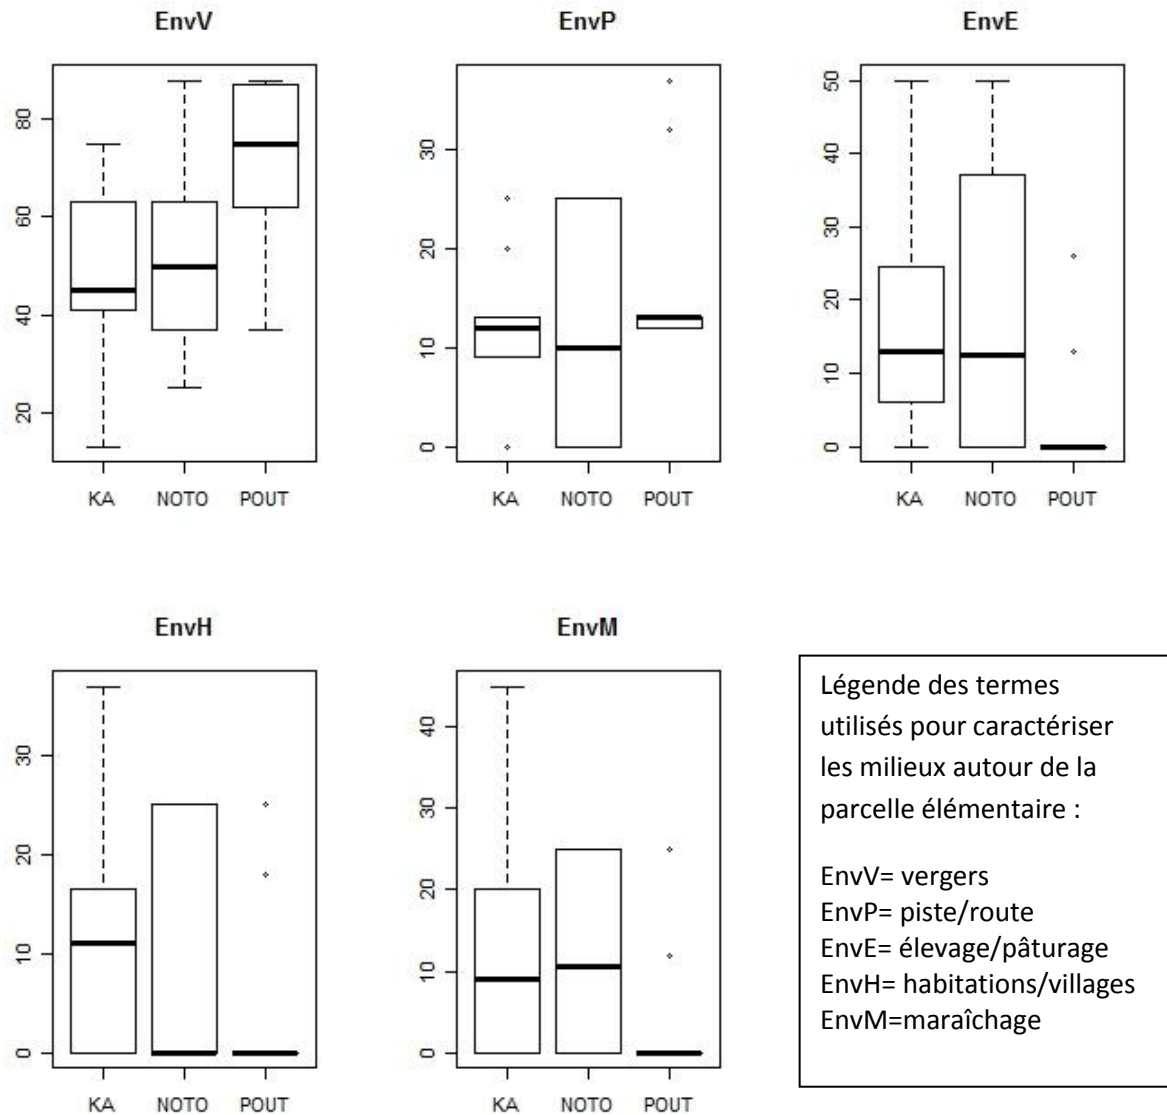 EnvV
80
60
40
20
KA NOTO POUT
EnvP
30
20
10
0
KA NOTO POUT
EnvE
50
40
30
20
10
0
KA NOTO POUT
EnvH
30
20
10
0
KA NOTO POUT
EnvM
40
30
20
10
0
KA NOTO POUT
Légende des termes
utilisés pour caractériser
les milieux autour de la
parcelle élémentaire :
EnvV= vergers
EnvP= piste/route
EnvE= élevage/pâturage
EnvH= habitations/villages
EnvM=maraîchage